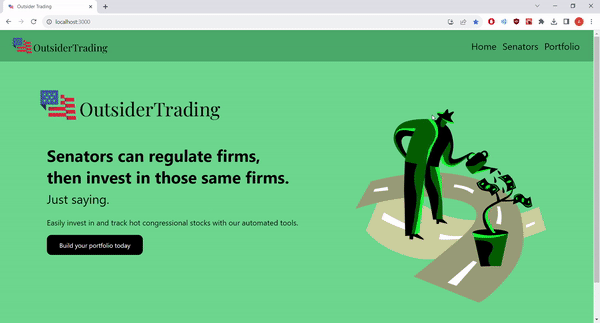 Outsider Trading
localhost:3000
OutsiderTrading
Home Senators Portfolio
OutsiderTrading
Senators can regulate firms,
then invest in those same firms.
Just saying.
Easily invest in and track hot congressional stocks with our automated tools.
Build your portfolio today